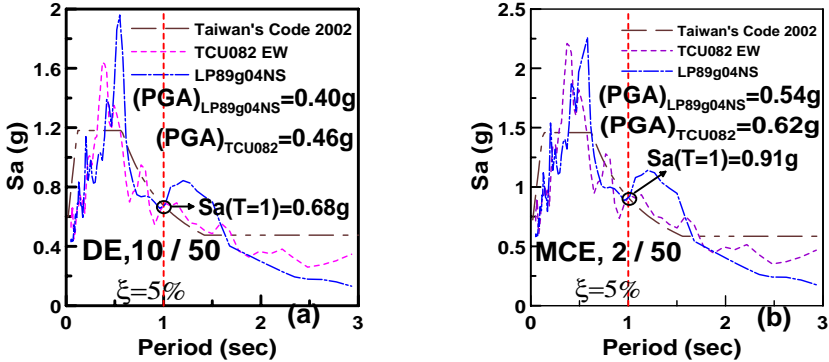 2
1.6
1.2
0.8
0.4
0
Sa (g)
Taiwan's Code 2002
TCU082 EW
LP89g04NS
(PGA)LP89g04NS=0.40g
(PGA)TCU082=0.46g
Sa(T=1)=0.68g
DE,10 / 50
ξ=5%
(a)
0 1 2 3
Period (sec)
2.5
2
1.5
1
0.5
0
Sa (g)
Taiwan's Code 2002
TCU082 EW
LP89g04NS
(PGA)LP89g04NS=0.54g
(PGA)TCU082=0.62g
Sa(T=1)=0.91g
MCE, 2 / 50
ξ=5%
(b)
0 1 2 3
Period (sec)